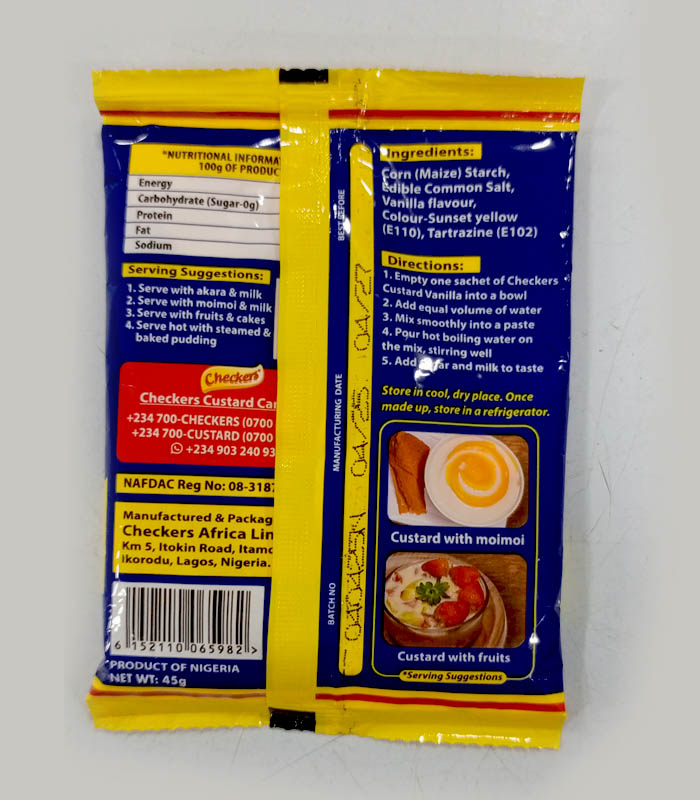 *NUTRITIONAL INFORMA
100g OF PRODUC
Energy
Carbohydrate (Sugar-0g)
Protein
Fat
Sodium
Serving Suggestions:
1. Serve with akara & milk
2. Serve with moimoi & milk
3. Serve with fruits & cakes
4. Serve hot with steamed &
baked pudding
Checkers
Checkers Custard Car
+234 700-CHECKERS (0700
+234 700-CUSTARD (0700
+234 903 240 93
NAFDAC Reg No: 08-3187
Manufactured & Packag
Checkers Africa Lim
Km 5, Itokin Road, Itamo
Ikorodu, Lagos, Nigeria.
6 152110 065982 >
PRODUCT OF NIGERIA
NET WT: 45g
BEST BEFORE
MANUFACTURING DATE
BATCH NO
Ingredients:
Corn (Maize) Starch,
Edible Common Salt,
Vanilla flavour,
Colour-Sunset yellow
(E110), Tartrazine (E102)
Directions:
1. Empty one sachet of Checkers
Custard Vanilla into a bowl
2. Add equal volume of water
3. Mix smoothly into a paste
4. Pour hot boiling water on
the mix, stirring well
5. Add and milk to taste
Store in cool, dry place. Once
made up, store in a refrigerator.
Custard with moimoi
Custard with fruits
*Serving Suggestions